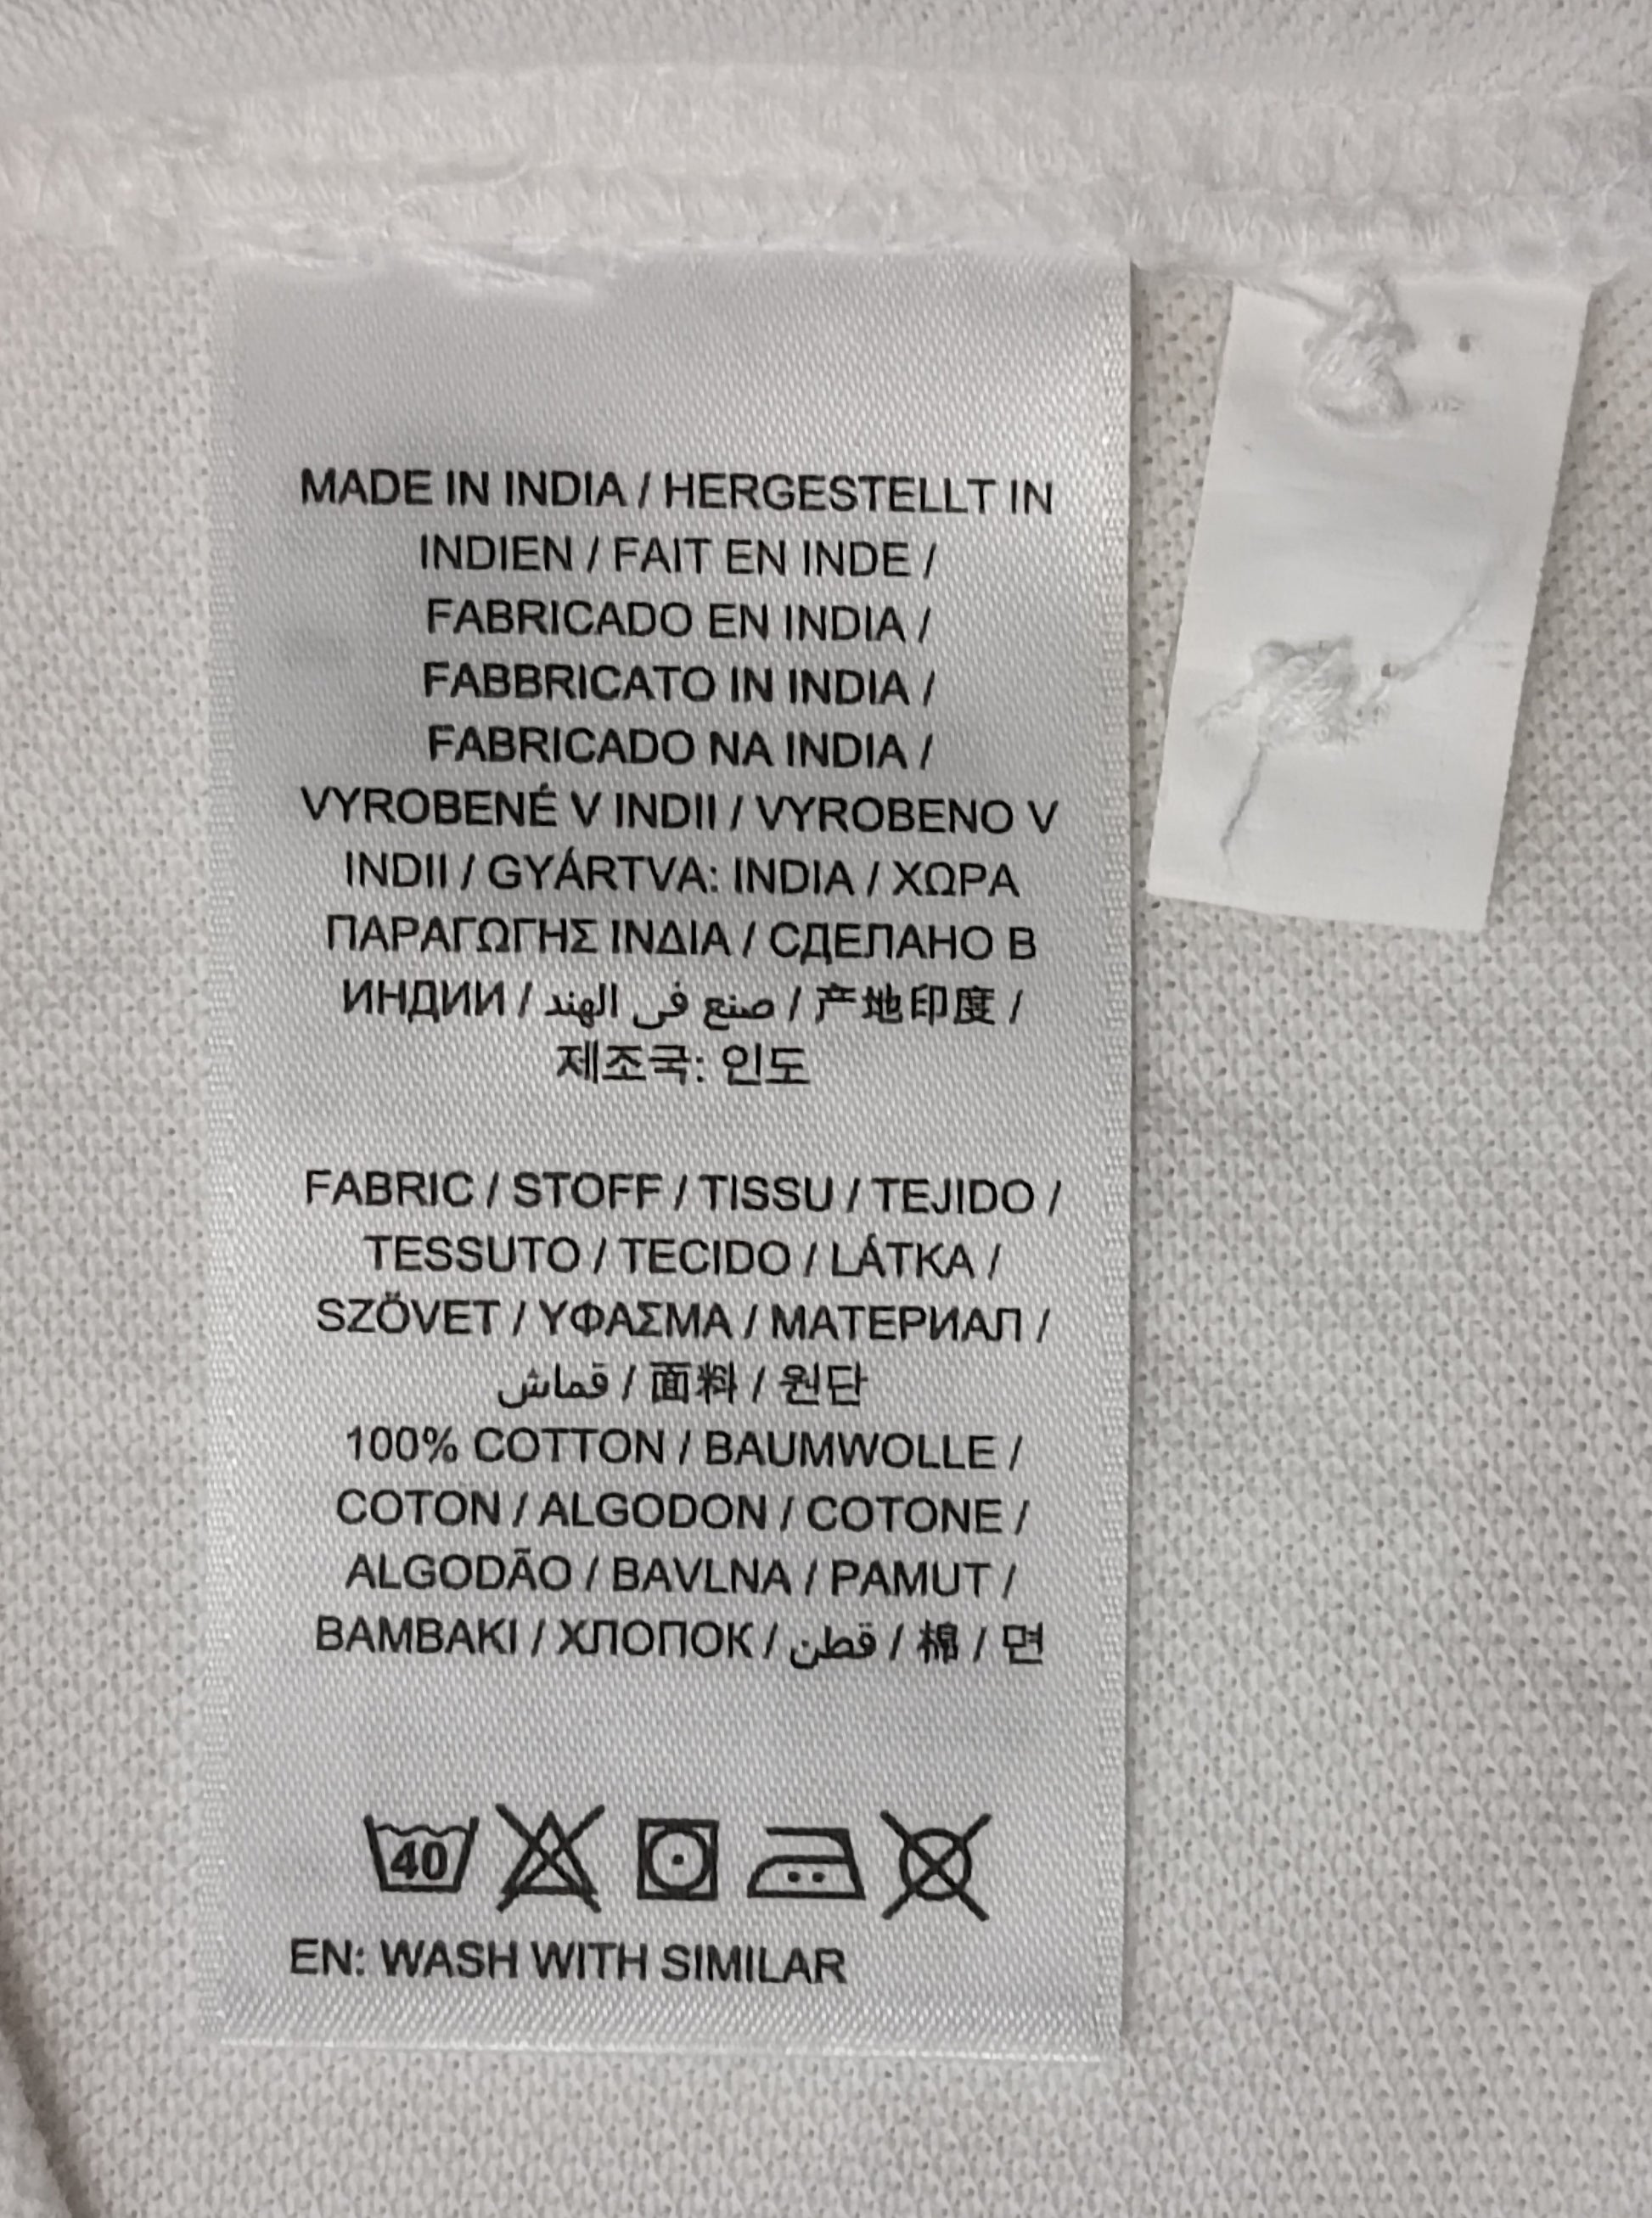 MADE IN INDIA / HERGESTELLT IN
INDIEN / FAIT EN INDE /
FABRICADO EN INDIA /
FABBRICATO IN INDIA /
FABRICADO NA INDIA /
VYROBENÉ V INDII / VYROBENO V
INDII / GYÁRTVA: INDIA / ΧΩΡΑ
ΠΑΡΑΓΩΓΗΣ ΙΝΔΙΑ / СДЕЛАНО В
ИНДИИ / صنع في الهند / 产地印度 /
제조국: 인도
FABRIC / STOFF / TISSU / TEJIDO /
TESSUTO / TECIDO / LÁTKA /
SZÖVET / ΥΦΑΣΜΑ / МАТЕРИАЛ /
قماش / 面料 / 원단
100% COTTON / BAUMWOLLE /
COTON / ALGODON / COTONE /
ALGODÃO / BAVLNA / PAMUT /
BAMBAKI / ХЛОПОК / قطن / 棉 / 면
40
EN: WASH WITH SIMILAR